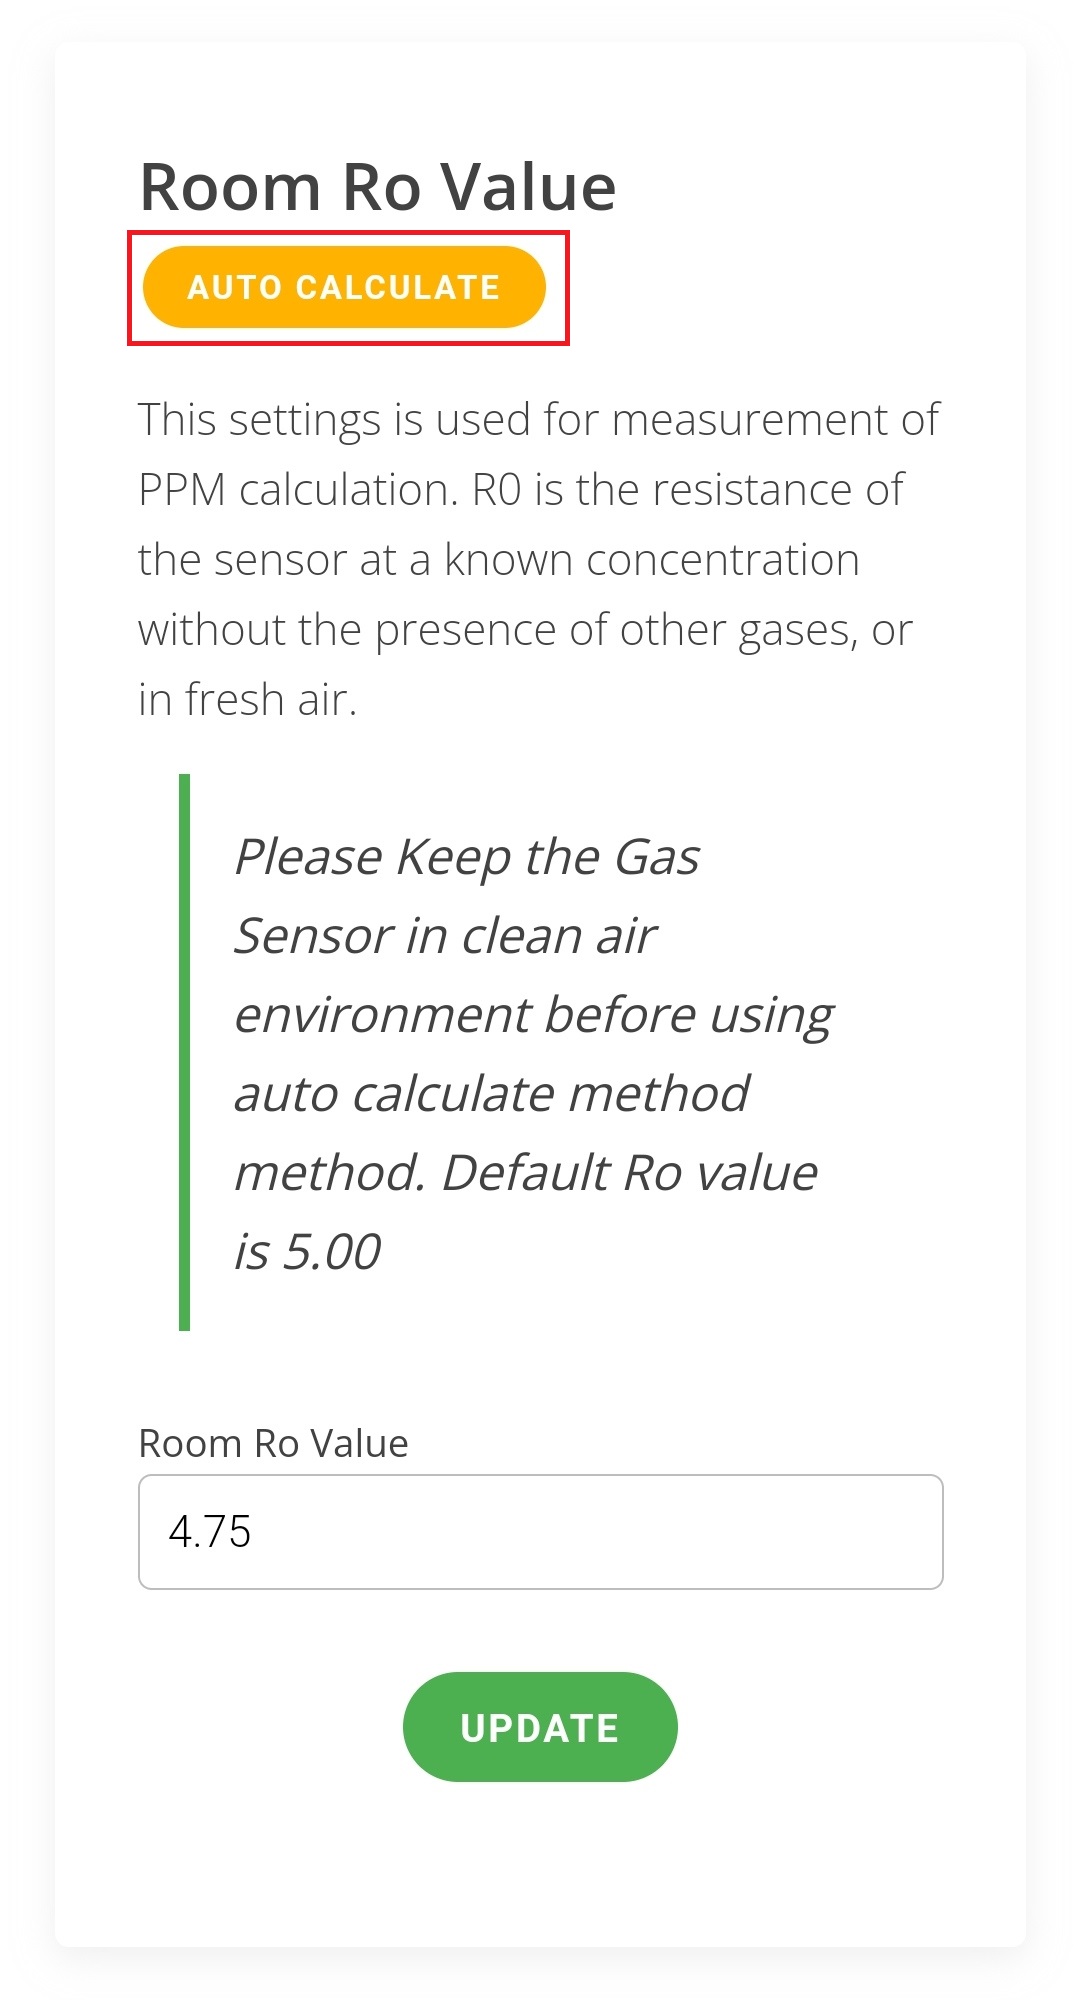 Room Ro Value
AUTO CALCULATE
This settings is used for measurement of
PPM calculation. R0 is the resistance of
the sensor at a known concentration
without the presence of other gases, or
in fresh air.
Please Keep the Gas
Sensor in clean air
environment before using
auto calculate method
method. Default Ro value
is 5.00
Room Ro Value
4.75
UPDATE